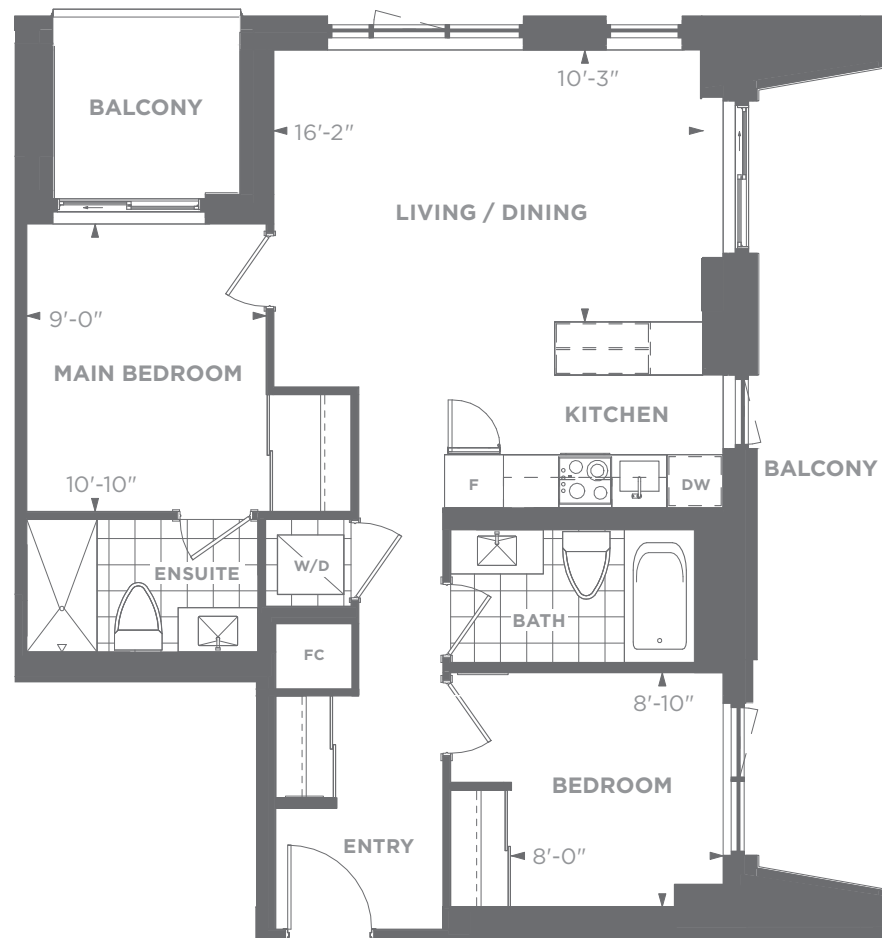 10'-3"
BALCONY
16'-2"
LIVING / DINING
9'-0"
MAIN BEDROOM
KITCHEN
BALCONY
10'-10"
F
DW
W/D
ENSUITE
BATH
FC
8'-10"
BEDROOM
ENTRY
8'-0"